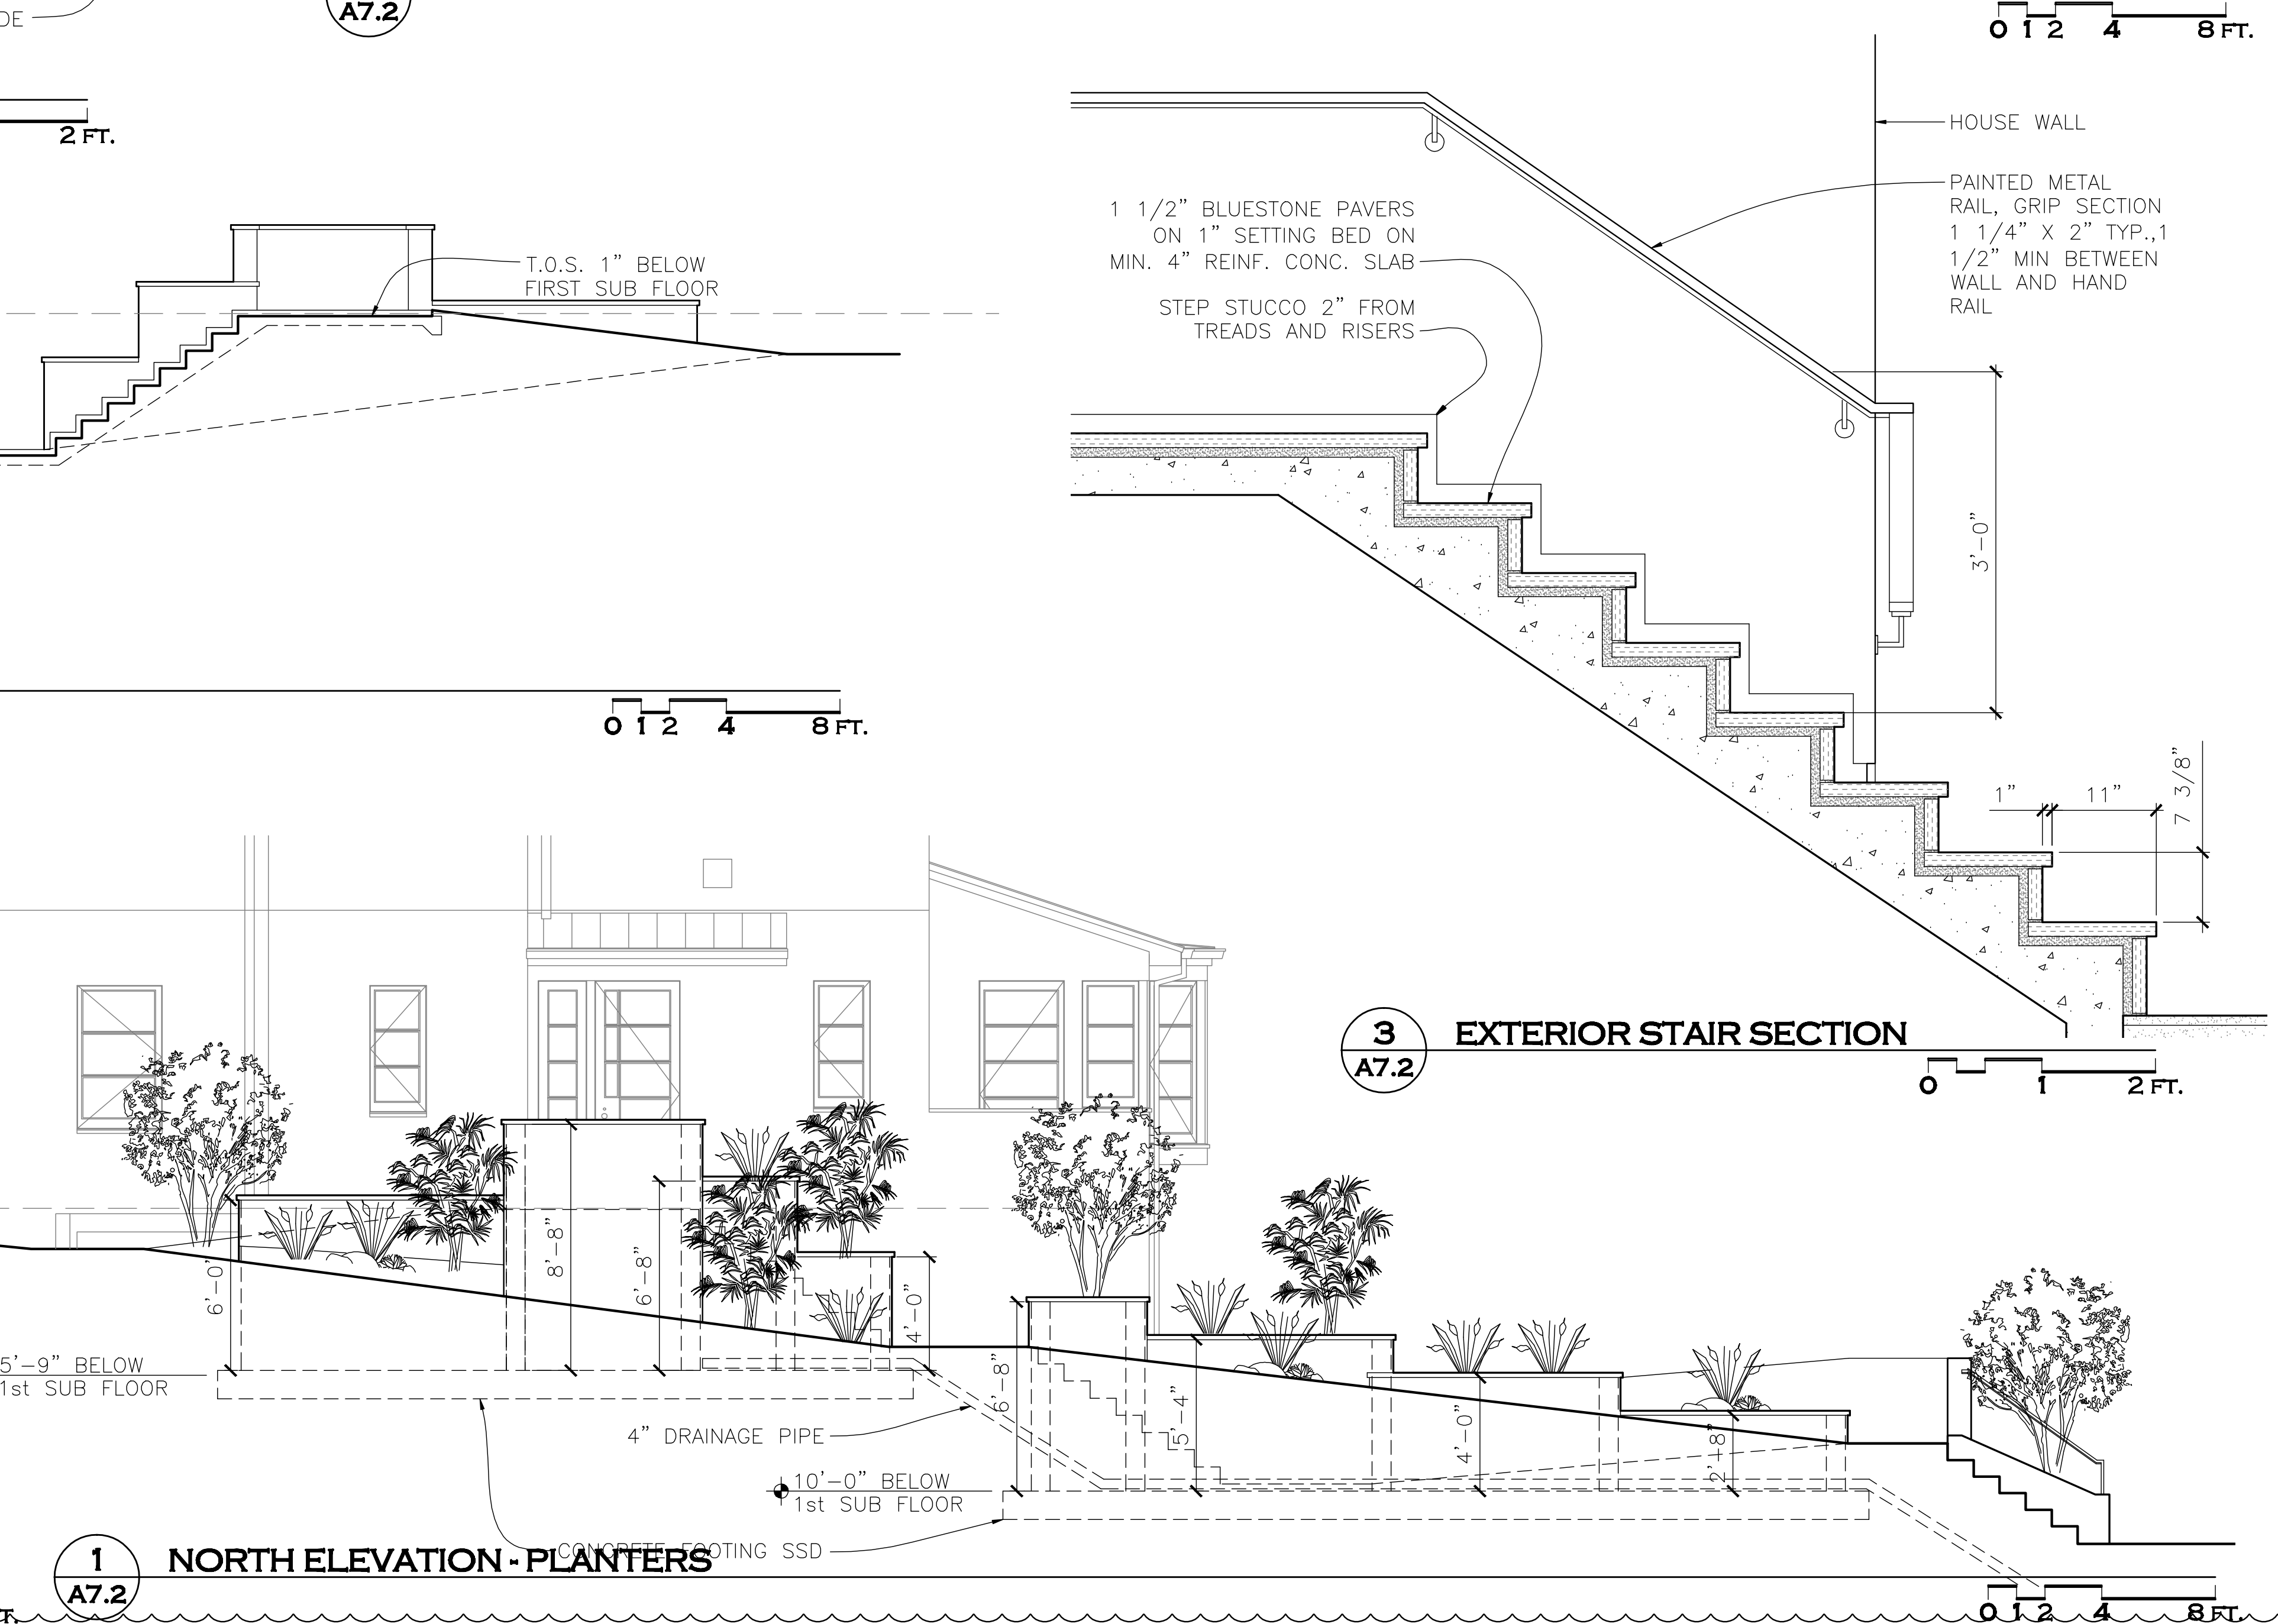 DE
A7.2
0 1 2 4 8 FT.
2 FT.
HOUSE WALL
PAINTED METAL
RAIL, GRIP SECTION
1 1/4" X 2" TYP.,1
1/2" MIN BETWEEN
WALL AND HAND
RAIL
1 1/2" BLUESTONE PAVERS
ON 1" SETTING BED ON
MIN. 4" REINF. CONC. SLAB
STEP STUCCO 2" FROM
TREADS AND RISERS
T.O.S. 1" BELOW
FIRST SUB FLOOR
3'-0"
0 1 2 4 8 FT.
1"
11"
7 3/8"
3
A7.2
EXTERIOR STAIR SECTION
0 1 2 FT.
6'-0"
8'-8"
6'-8"
4'-0"
5'-9" BELOW
1st SUB FLOOR
6'-8"
5'-4"
4'-0"
2'-8"
4" DRAINAGE PIPE
10'-0" BELOW
1st SUB FLOOR
CONCRETE FOOTING SSD
1
A7.2
NORTH ELEVATION - PLANTERS
0 1 2 4 8 FT.
T.